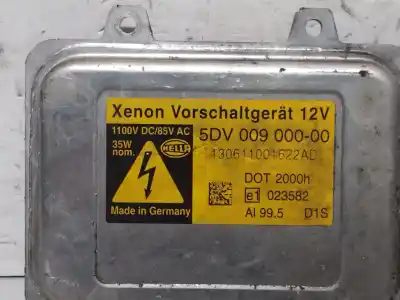 Xenon Vorschaltgerät 12V
1100V DC/85V AC
5DV 009 000-00
35W
nom.
HELLA
130611001622AD
DOT 2000h
e1 023582
Made in Germany
AI 99.5 D1S